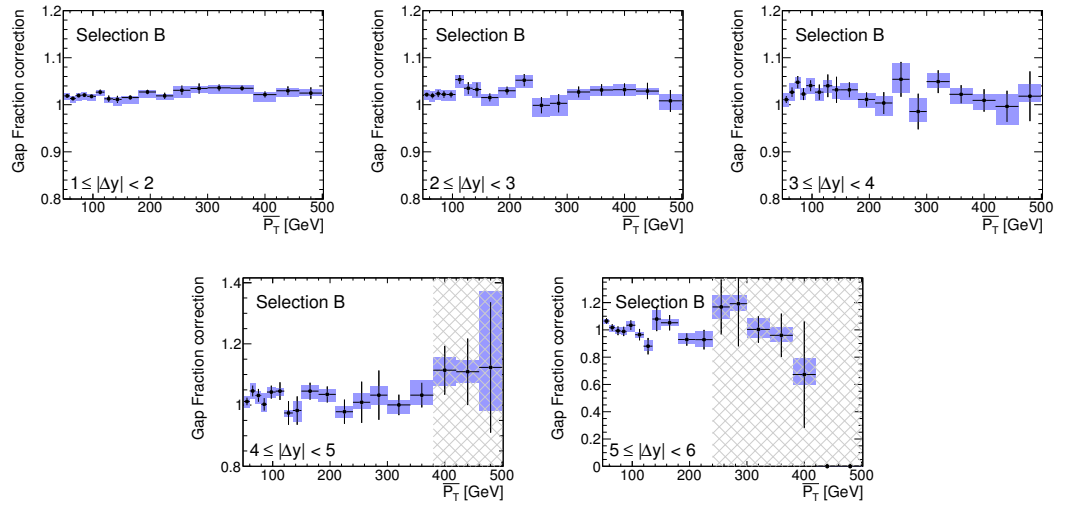 Gap Fraction correction
1.2
1.1
1
0.9
0.8
Selection B
1 ≤ |Δy| < 2
100 200 300 400 500
P_T [GeV]
Gap Fraction correction
1.2
1.1
1
0.9
0.8
Selection B
2 ≤ |Δy| < 3
100 200 300 400 500
P_T [GeV]
Gap Fraction correction
1.2
1.1
1
0.9
0.8
Selection B
3 ≤ |Δy| < 4
100 200 300 400 500
P_T [GeV]
Gap Fraction correction
1.4
1.2
1
0.8
Selection B
4 ≤ |Δy| < 5
100 200 300 400 500
P_T [GeV]
Gap Fraction correction
1.2
1
0.8
0.6
0.4
0.2
0
Selection B
5 ≤ |Δy| < 6
100 200 300 400 500
P_T [GeV]